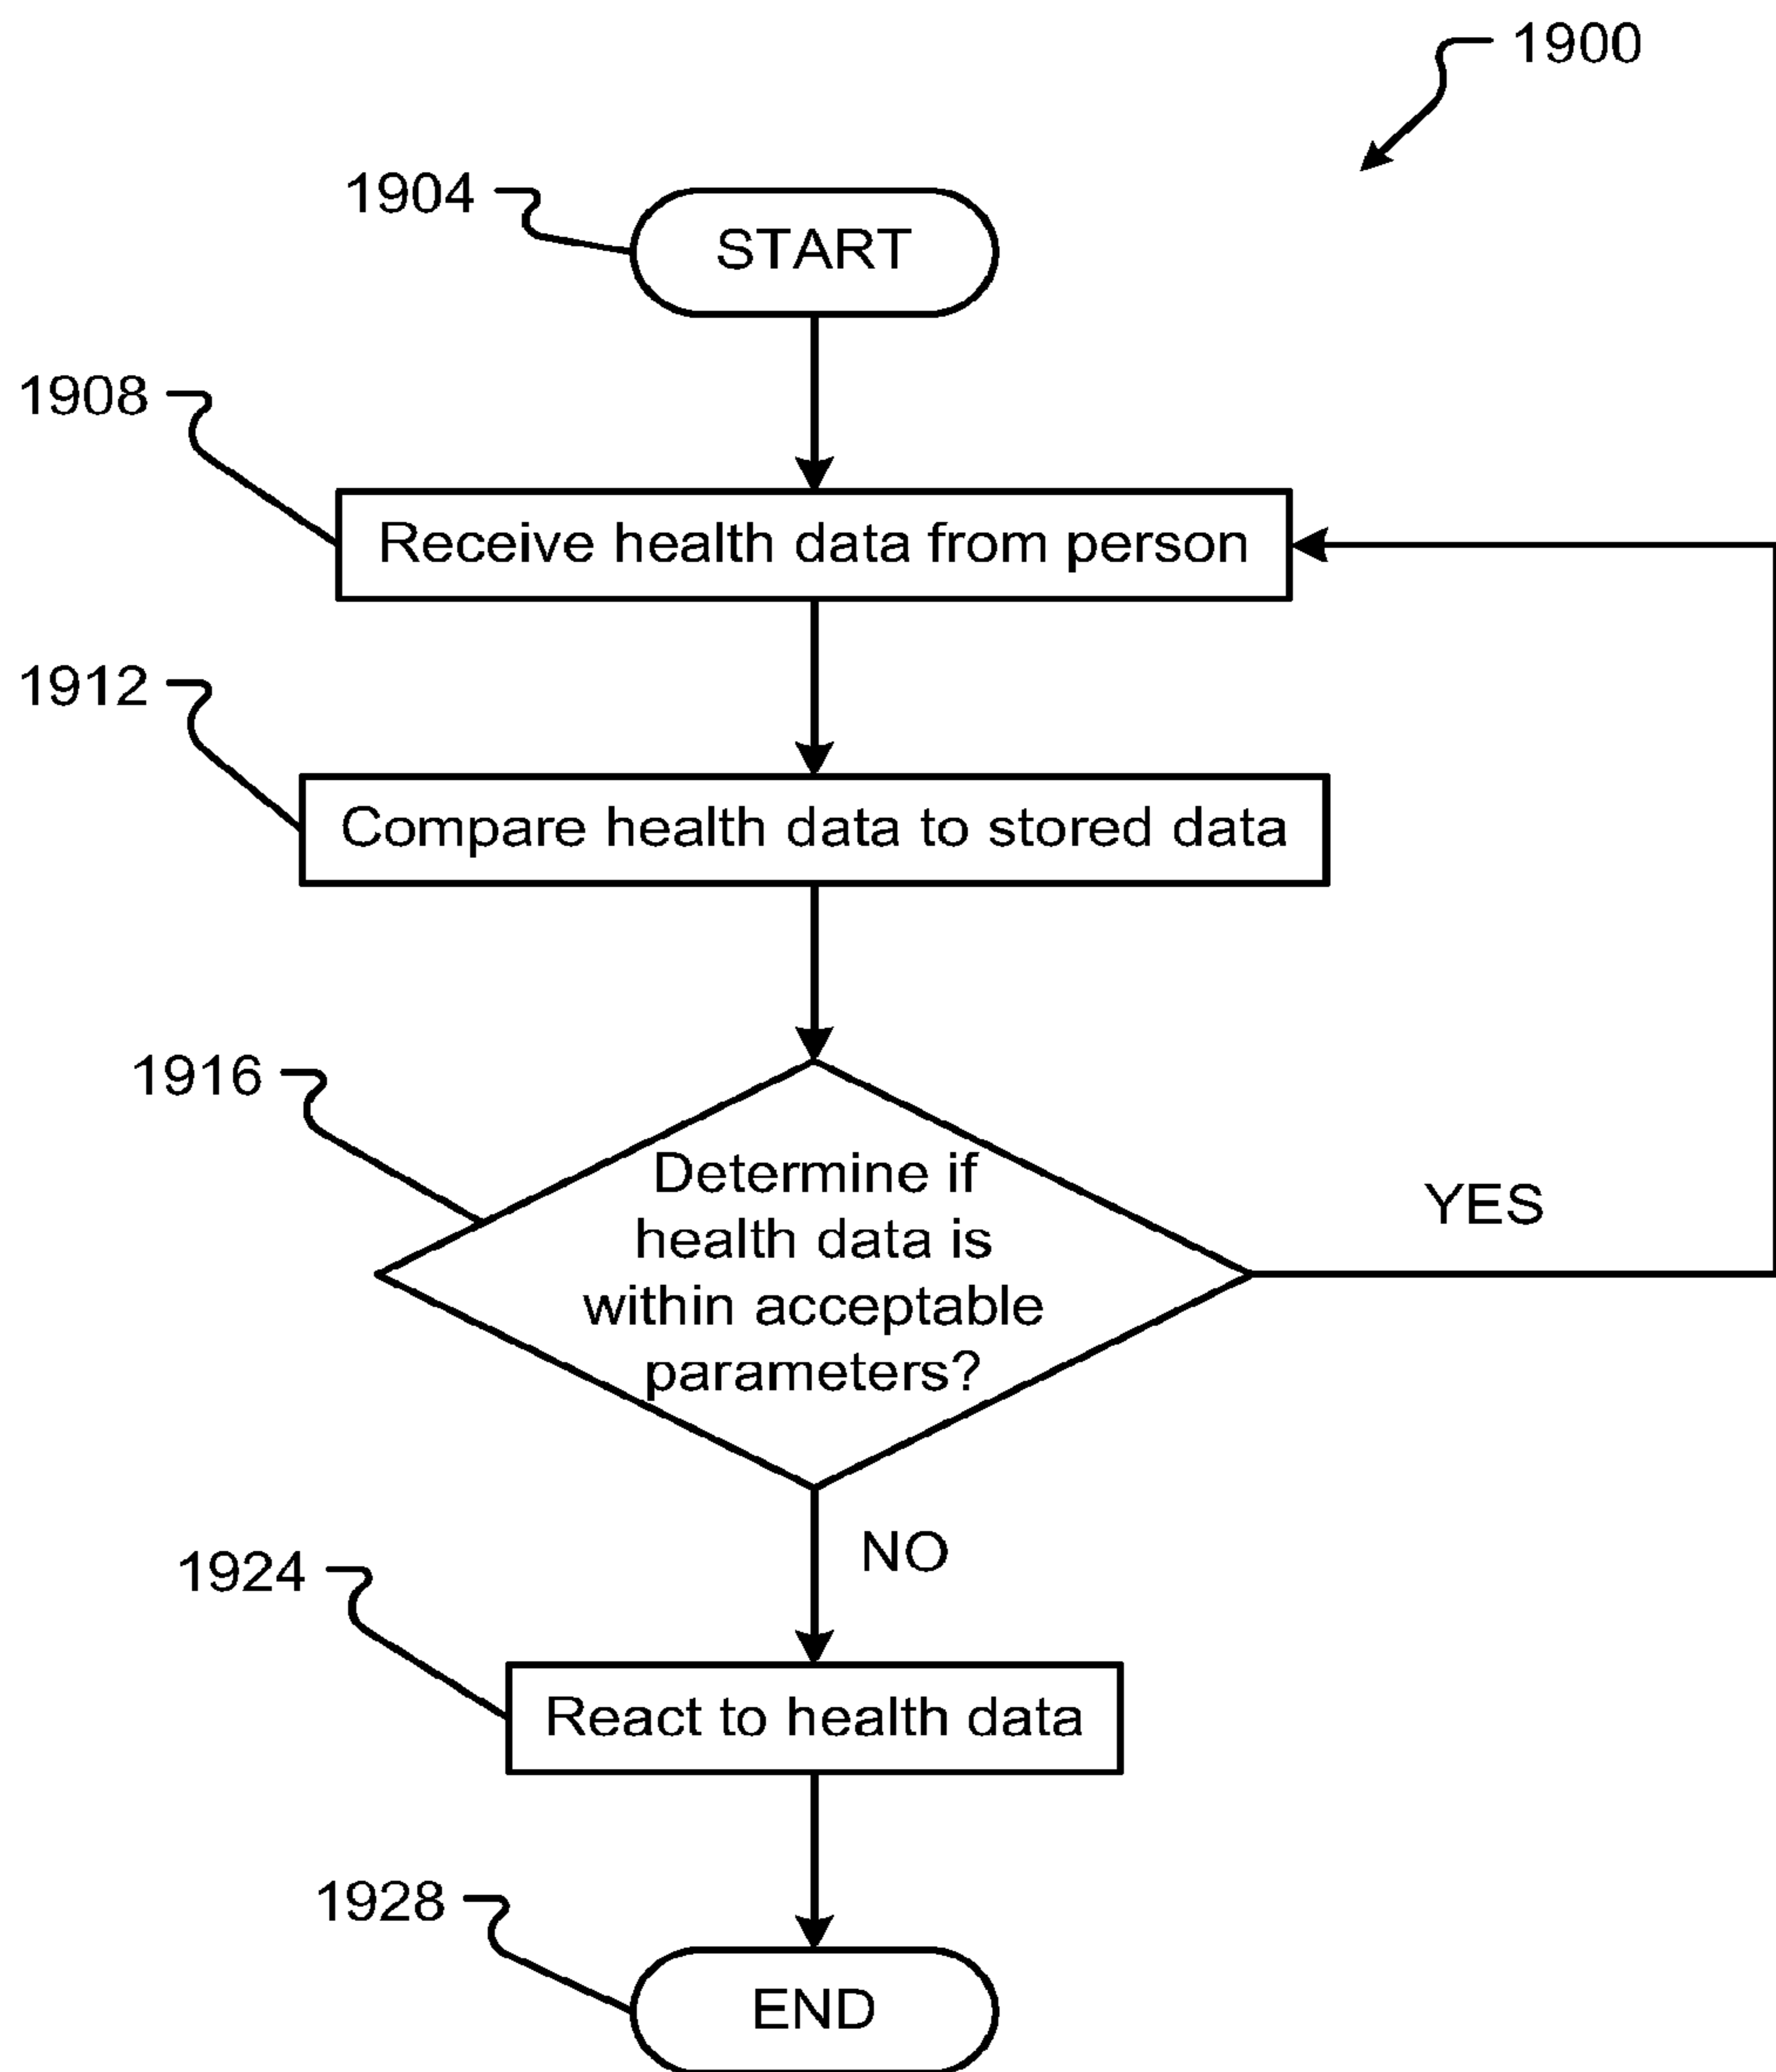 1900
1904
START
1908
Receive health data from person
1912
Compare health data to stored data
1916
Determine if
health data is
within acceptable
parameters?
YES
NO
1924
React to health data
1928
END